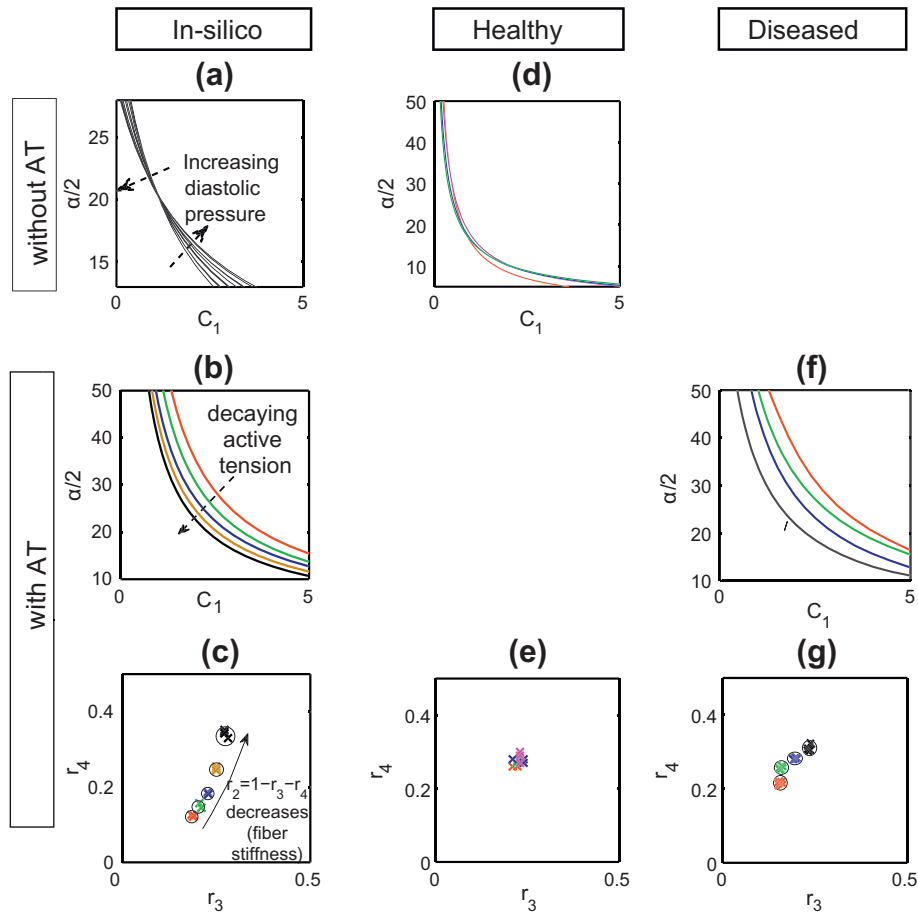 In-silico
Healthy
Diseased
without AT
(a)
25
20
15
α/2
0
5
C1
Increasing
diastolic
pressure
(d)
50
40
30
20
10
α/2
0
5
C1
with AT
(b)
50
40
30
20
10
α/2
0
5
C1
decaying
active
tension
(f)
50
40
30
20
10
α/2
0
5
C1
(c)
0.4
0.2
0
r4
0
0.5
r3
r2=1−r3−r4
decreases
(fiber
stiffness)
(e)
0.4
0.2
0
r4
0
0.5
r3
(g)
0.4
0.2
0
r4
0
0.5
r3